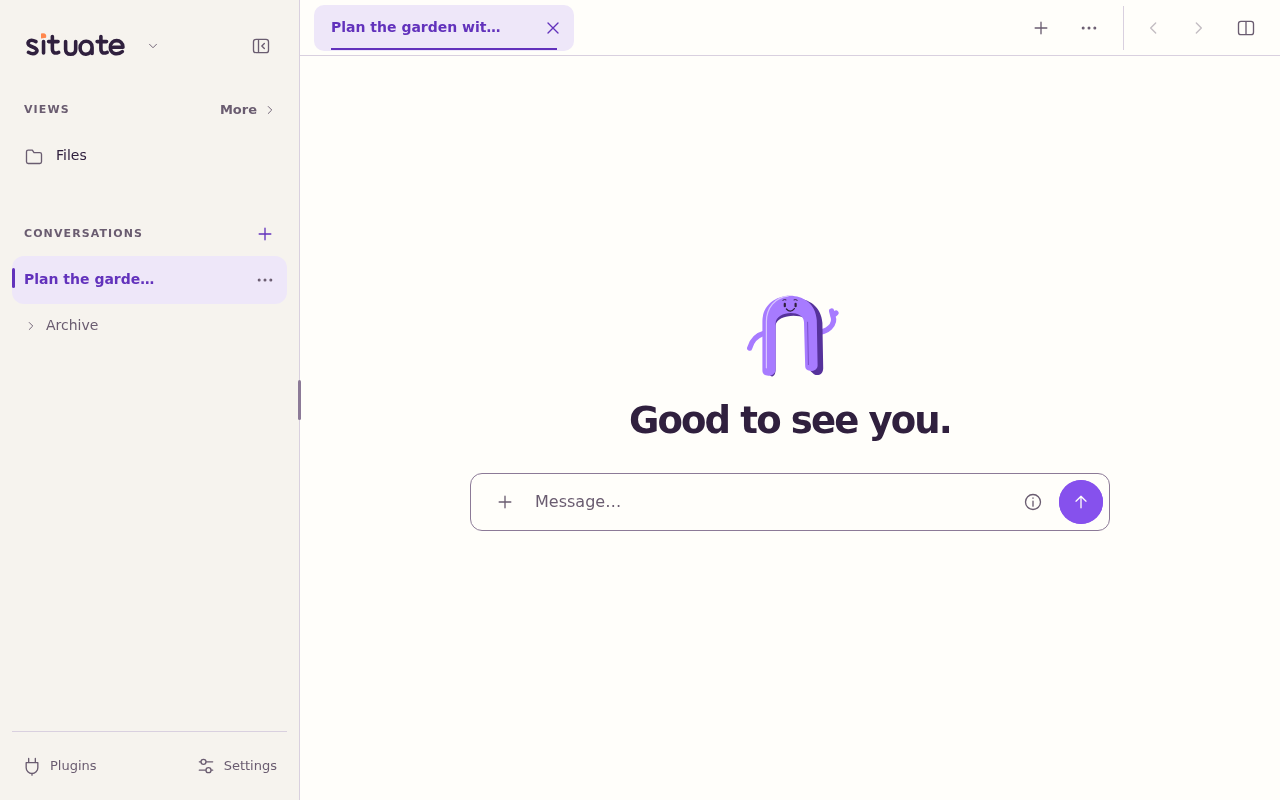 situate
Plan the garden wit…
VIEWS
More
Files
CONVERSATIONS
Plan the garde…
Archive
Good to see you.
Message…
Plugins
Settings